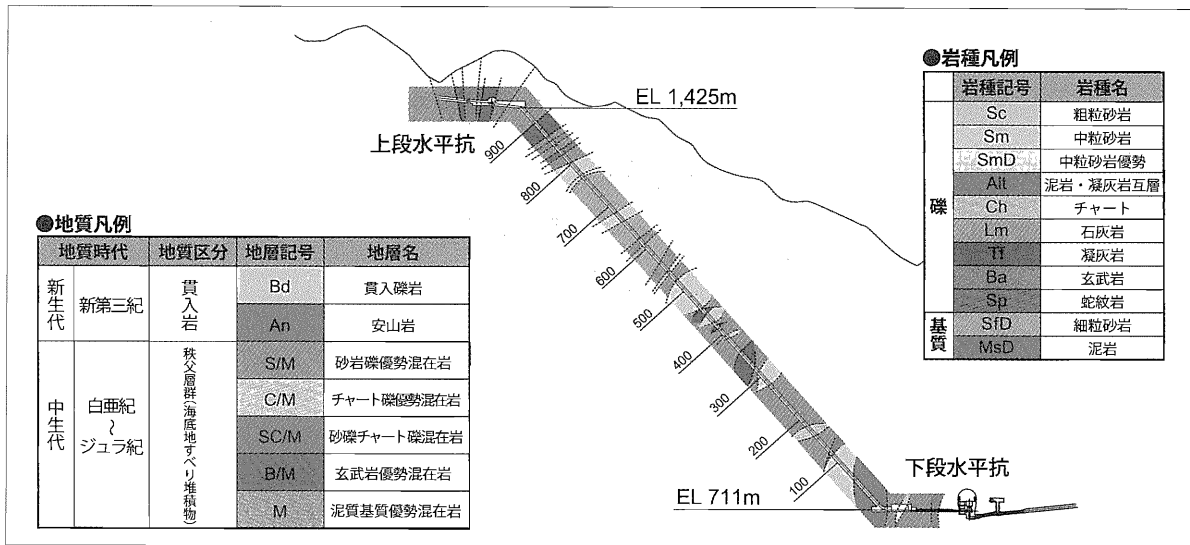 EL 1,425m
上段水平抗
900
800
700
600
500
400
300
200
100
EL 711m
下段水平抗
●地質凡例
地質時代 地質区分 地層記号 地層名
新生代 新第三紀 貫入岩 Bd 貫入礫岩
An 安山岩
中生代 白亜紀~ジュラ紀 秩父層群(海底地すべり堆積物) S/M 砂岩礫優勢混在岩
C/M チャート礫優勢混在岩
SC/M 砂礫チャート礫混在岩
B/M 玄武岩優勢混在岩
M 泥質基質優勢混在岩
●岩種凡例
岩種記号 岩種名
礫 Sc 粗粒砂岩
Sm 中粒砂岩
SmD 中粒砂岩優勢
Alt 泥岩・凝灰岩互層
Ch チャート
Lm 石灰岩
Tf 凝灰岩
Ba 玄武岩
Sp 蛇紋岩
基質 SfD 細粒砂岩
MsD 泥岩